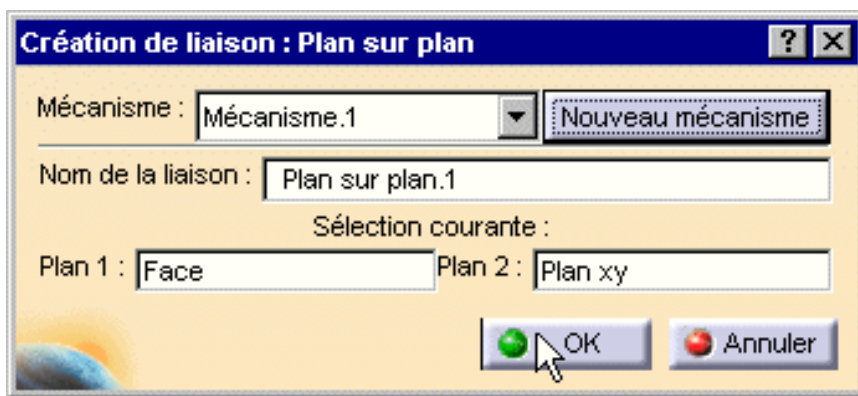 Création de liaison : Plan sur plan ? X
Mécanisme : Mécanisme.1 Nouveau mécanisme
Nom de la liaison : Plan sur plan.1
Sélection courante :
Plan 1 : Face Plan 2 : Plan xy
OK Annuler